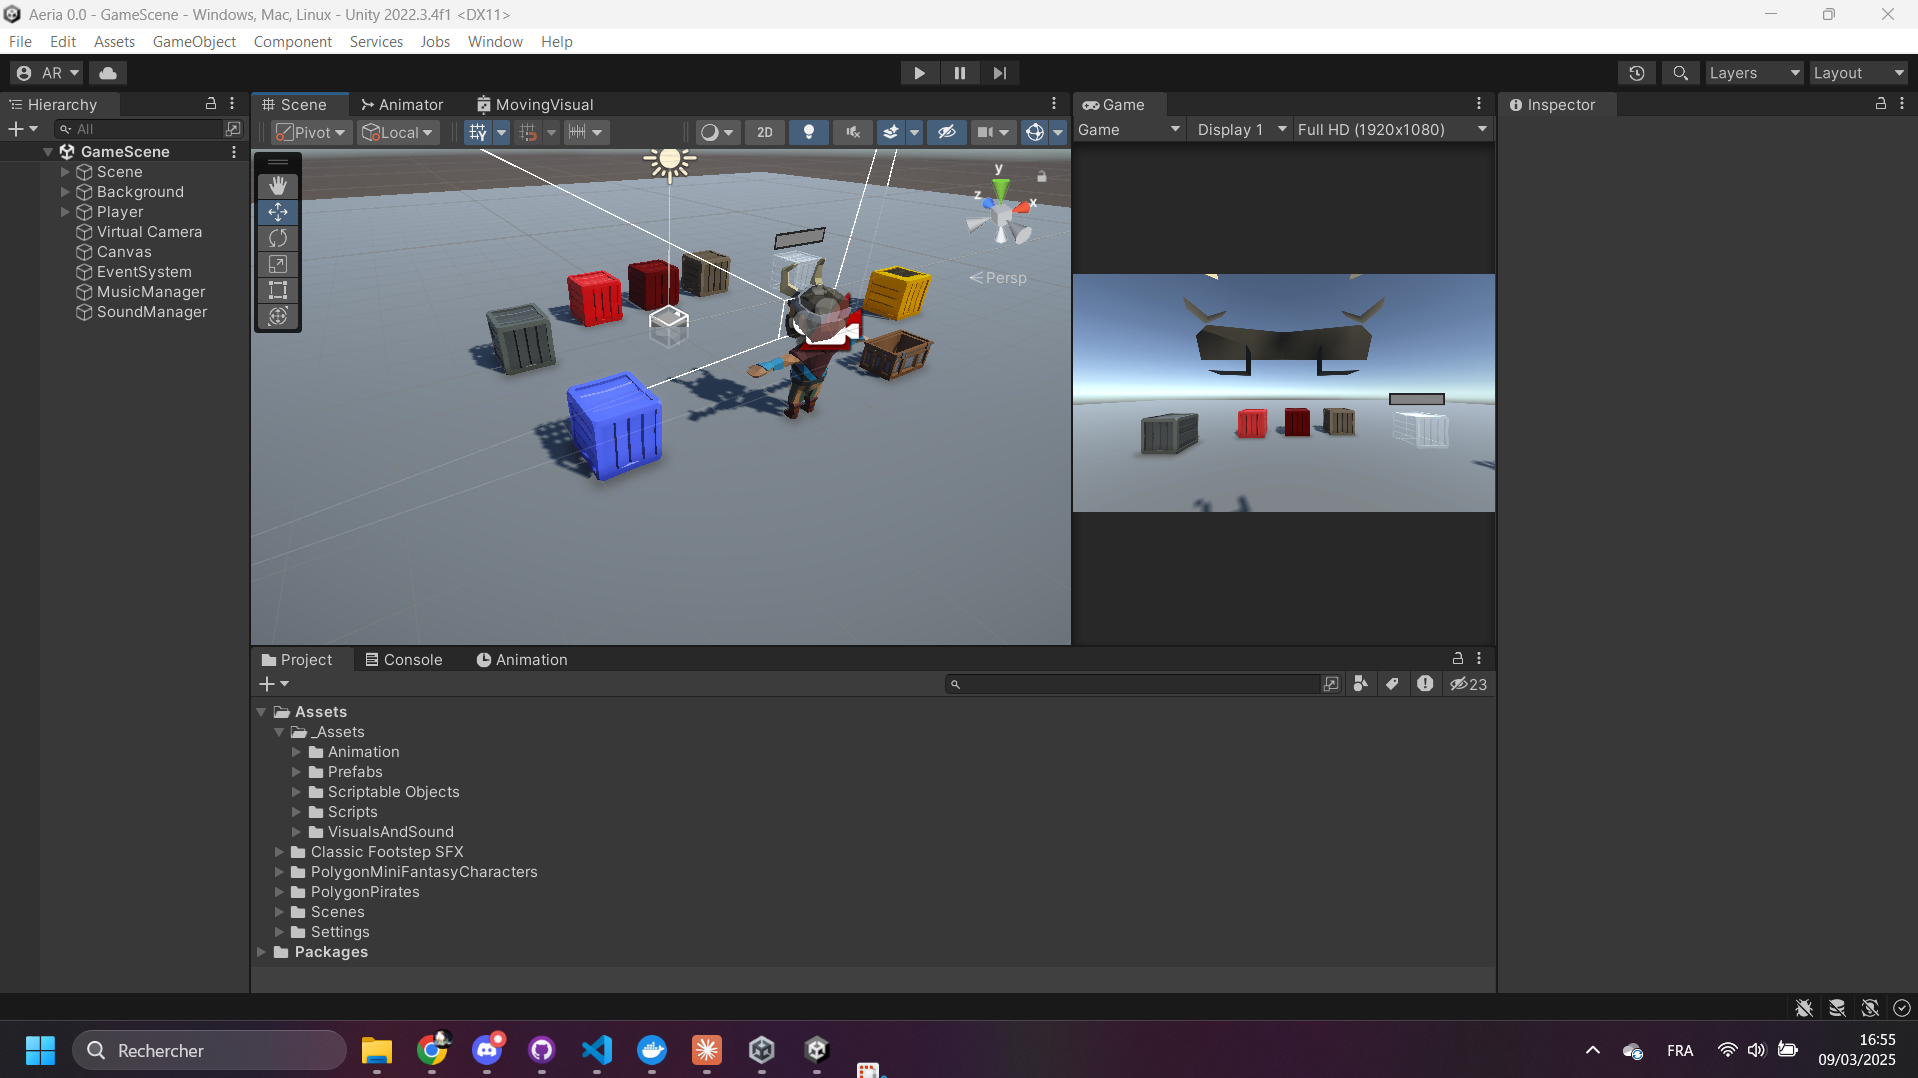 Aeria 0.0 - GameScene - Windows, Mac, Linux - Unity 2022.3.4f1 <DX11>
File Edit Assets GameObject Component Services Jobs Window Help
AR
Layers
Layout
Hierarchy
All
GameScene
Scene
Background
Player
Virtual Camera
Canvas
EventSystem
MusicManager
SoundManager
Scene
Animator
MovingVisual
Pivot
Local
2D
y
z
x
Persp
Game
Game
Display 1
Full HD (1920x1080)
Inspector
Project
Console
Animation
23
Assets
_Assets
Animation
Prefabs
Scriptable Objects
Scripts
VisualsAndSound
Classic Footstep SFX
PolygonMiniFantasyCharacters
PolygonPirates
Scenes
Settings
Packages
Rechercher
FRA
16:55
09/03/2025